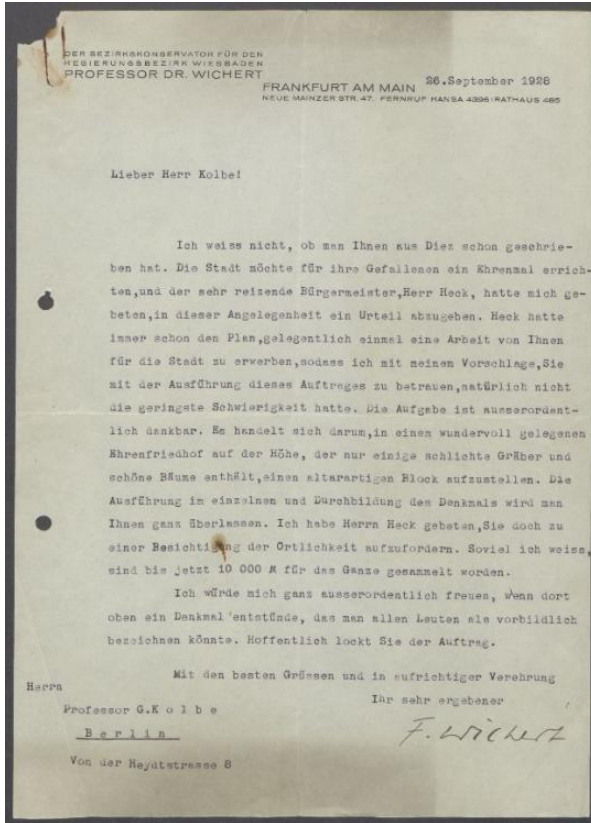 DER BEZIRKSKONSERVATOR FÜR DEN
REGIERUNGSBEZIRK WIESBADEN
PROFESSOR DR. WICHERT
FRANKFURT AM MAIN 26.September 1928
NEUE MAINZER STR. 47. FERNRUF HANSA 4396 RATHAUS 485
Lieber Herr Kolbe!
Ich weiss nicht, ob man Ihnen aus Diez schon geschrie-
ben hat. Die Stadt möchte für ihre Gefallenen ein Ehrenmal errich-
ten,und der sehr reizende Bürgermeister,Herr Heck, hatte mich ge-
beten,in dieser Angelegenheit ein Urteil abzugeben. Heck hatte
immer schon den Plan,gelegentlich einmal eine Arbeit von Ihnen
für die Stadt zu erwerben,sodass ich mit meinem Vorschlage,Sie
mit der Ausführung dieses Auftrages zu betrauen,natürlich nicht
die geringste Schwierigkeit hatte. Die Aufgabe ist ausserordent-
lich dankbar. Es handelt sich darum,in einem wundervoll gelegenen
Ehrenfriedhof auf der Höhe, der nur einige schlichte Gräber und
schöne Bäume enthält,einen altarartigen Block aufzustellen. Die
Ausführung im einzelnen und Durchbildung des Denkmals wird man
Ihnen ganz überlassen. Ich habe Herrn Heck gebeten,Sie doch zu
einer Besichtigung der Ortlichkeit aufzufordern. Soviel ich weiss,
sind bis jetzt 10 000 M für das Ganze gesammelt worden.
Ich würde mich ganz ausserordentlich freuen, wenn dort
oben ein Denkmal entstünde, das man allen Leuten als vorbildlich
bezeichnen könnte. Hoffentlich lockt Sie der Auftrag.
Mit den besten Grüssen und in aufrichtiger Verehrung
Ihr sehr ergebener
F. Wichert
Herrn
Professor G.K o l b e
B e r l i n
Von der Heydtstrasse 8